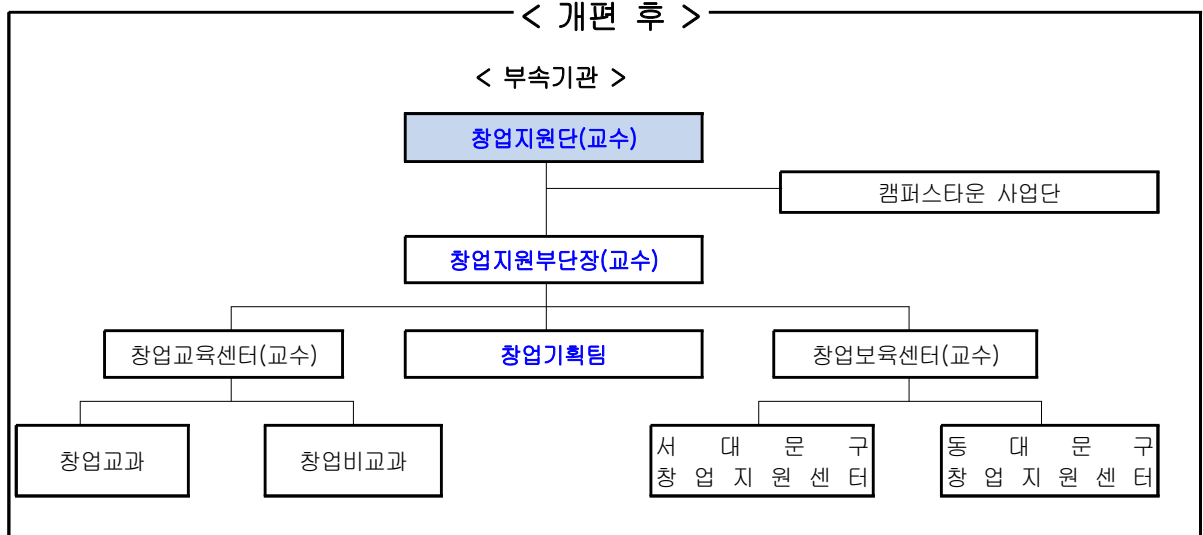 < 개편 후 >
< 부속기관 >
창업지원단(교수)
캠퍼스타운 사업단
창업지원부단장(교수)
창업교육센터(교수)
창업기획팀
창업보육센터(교수)
창업교과
창업비교과
서 대 문 구
창 업 지 원 센 터
동 대 문 구
창 업 지 원 센 터